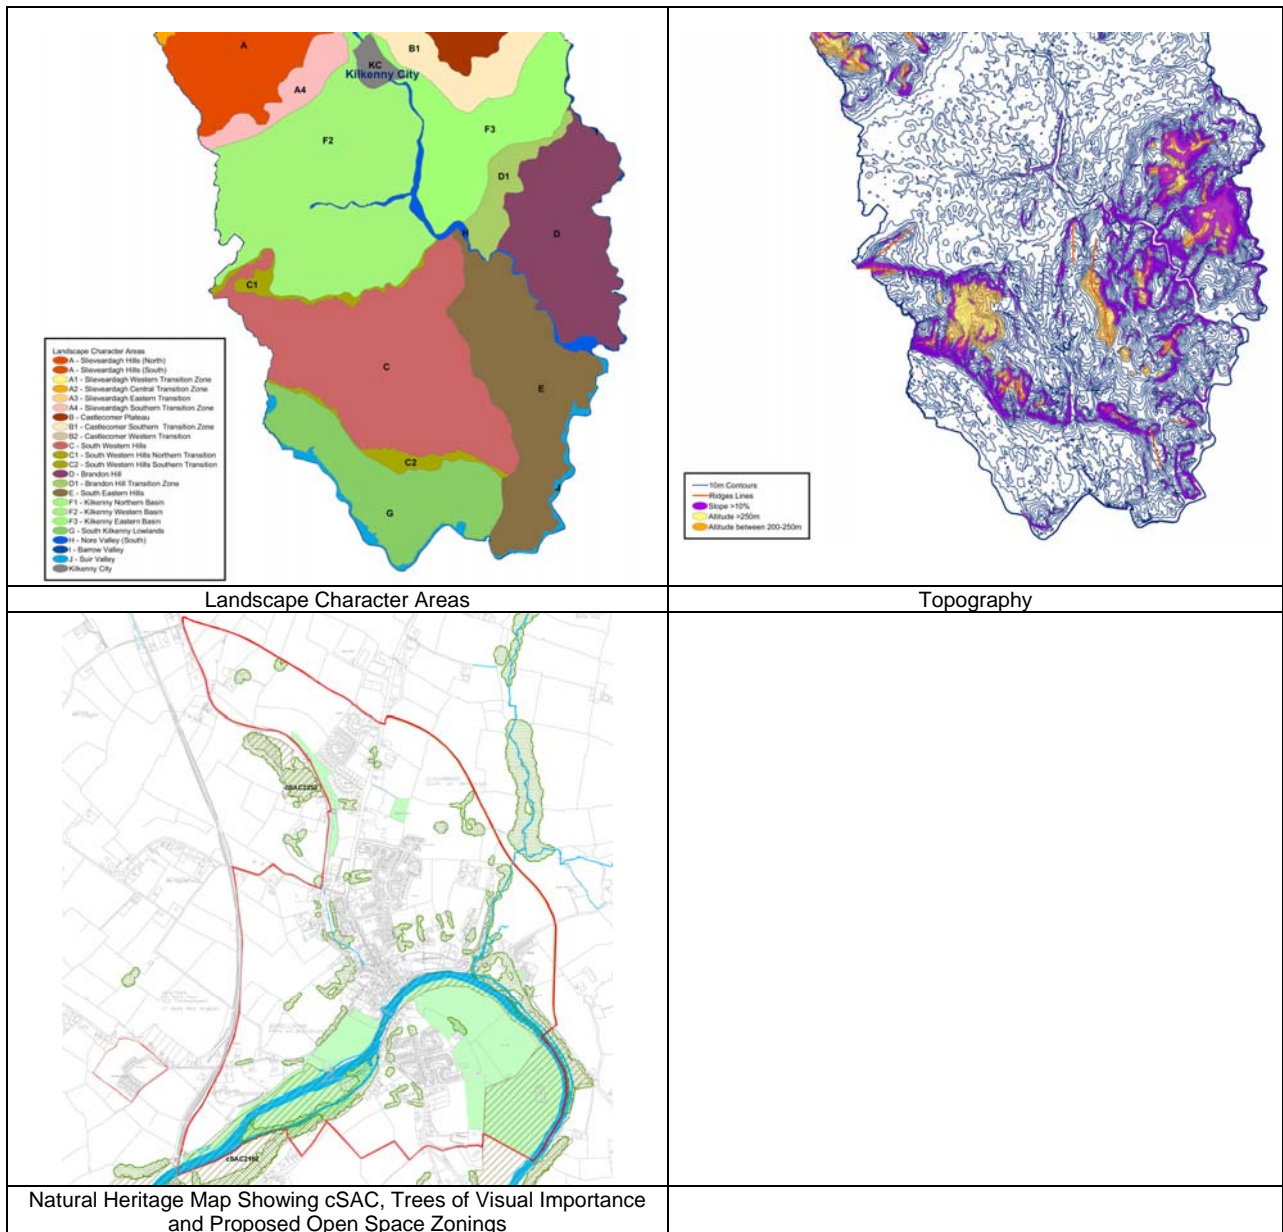 A
B1
KC
Kilkenny City
A4
F2
F3
D1
H
D
C1
C
E
C2
J
G
Landscape Character Areas
A - Slieveardagh Hills (North)
A - Slieveardagh Hills (South)
A1 - Slieveardagh Western Transition Zone
A2 - Slieveardagh Central Transition Zone
A3 - Slieveardagh Eastern Transition
A4 - Slieveardagh Southern Transition Zone
B - Castlecomer Plateau
B1 - Castlecomer Southern Transition Zone
B2 - Castlecomer Western Transition
C - South Western Hills
C1 - South Western Hills Northern Transition
C2 - South Western Hills Southern Transition
D - Brandon Hill
D1 - Brandon Hill Transition Zone
E - South Eastern Hills
F1 - Kilkenny Northern Basin
F2 - Kilkenny Western Basin
F3 - Kilkenny Eastern Basin
G - South Kilkenny Lowlands
H - Nore Valley (South)
I - Barrow Valley
J - Suir Valley
Kilkenny City
10m Contours
Ridges Lines
Slope >10%
Altitude >250m
Altitude between 200-250m
Landscape Character Areas
Topography
cSAC2252
cSAC2162
Natural Heritage Map Showing cSAC, Trees of Visual Importance
and Proposed Open Space Zonings